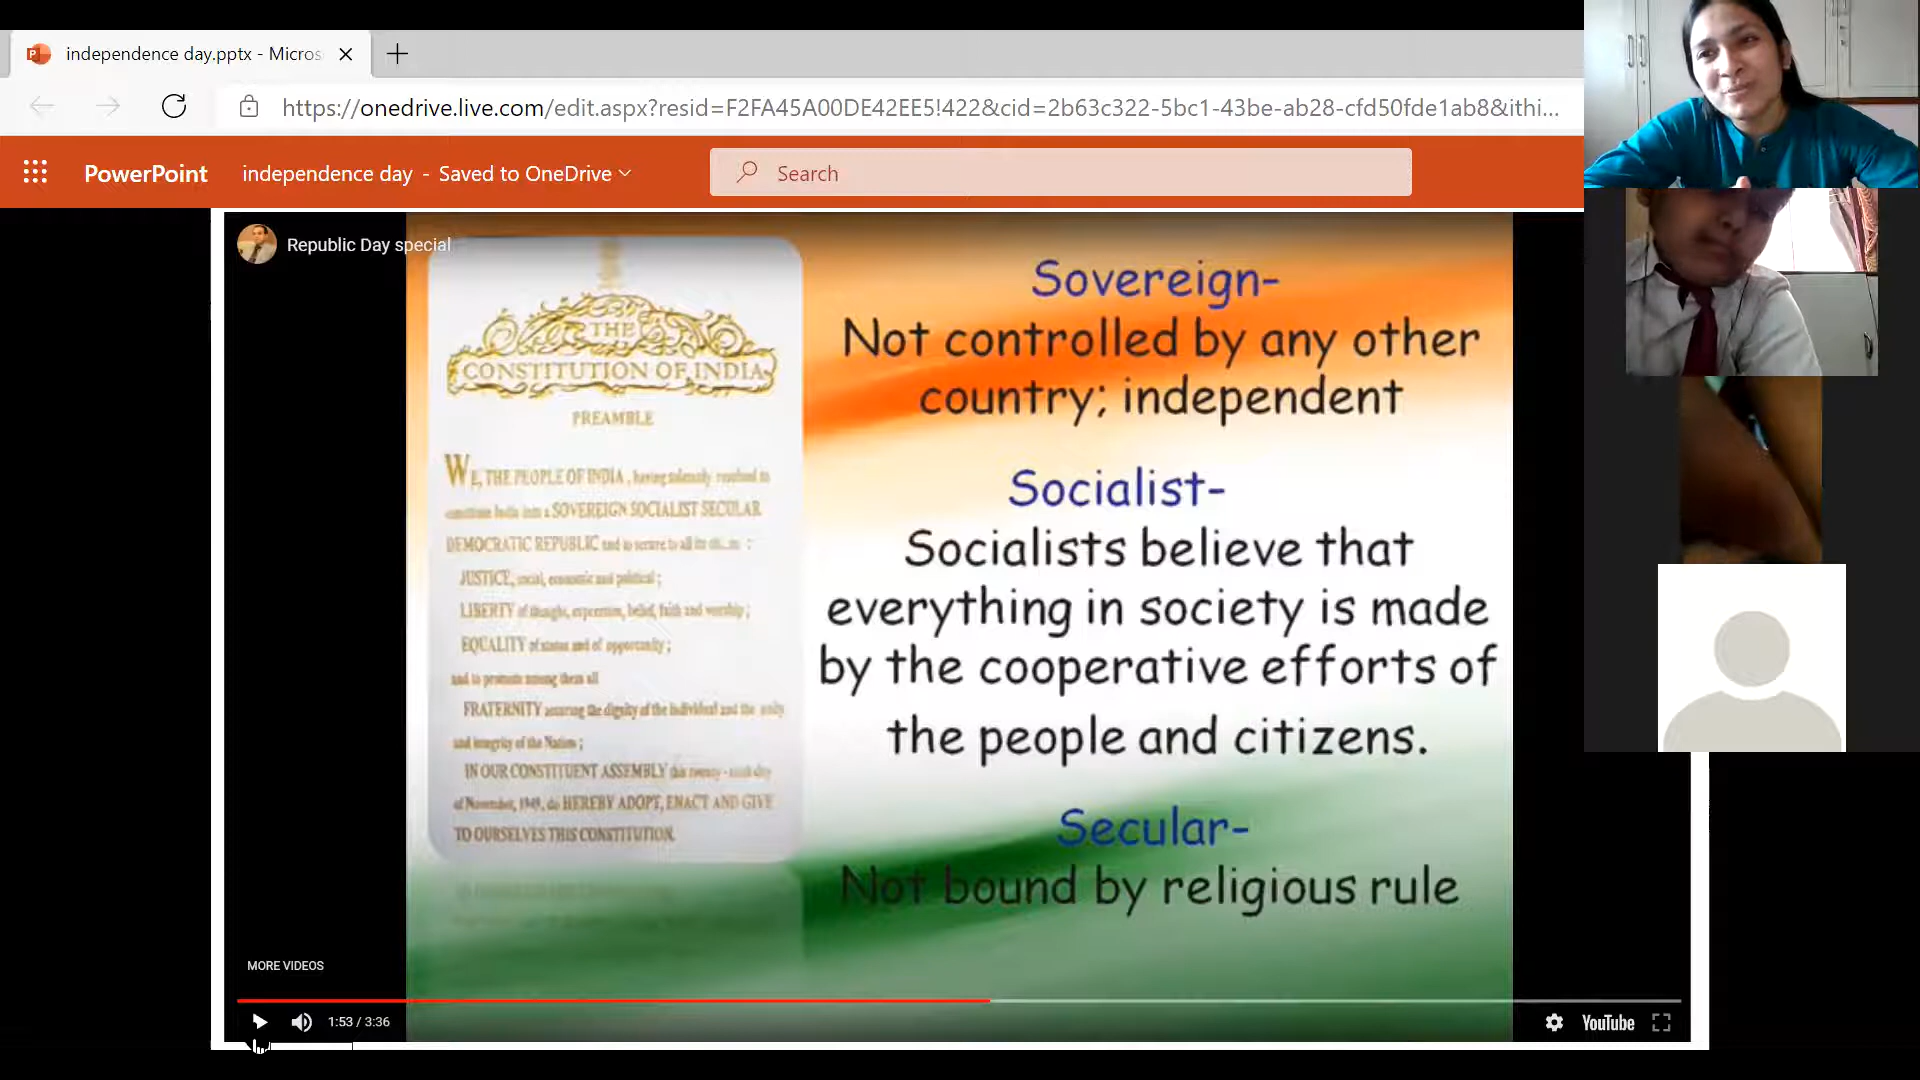 independence day.pptx - Micros
https://onedrive.live.com/edit.aspx?resid=F2FA45A00DE42EE5!422&cid=2b63c322-5bc1-43be-ab28-cfd50fde1ab8&ithi...
PowerPoint independence day - Saved to OneDrive Search
Republic Day special
THE
CONSTITUTION OF INDIA
PREAMBLE
WE, THE PEOPLE OF INDIA, having solemnly resolved to
constitute India into a SOVEREIGN SOCIALIST SECULAR
DEMOCRATIC REPUBLIC and to secure to all its
JUSTICE, social, economic and political;
LIBERTY of thought, expression, belief, faith and worship;
EQUALITY of status and of opportunity;
and to promote among them all
FRATERNITY assuring the dignity of the individual and the unity
and integrity of the Nation;
IN OUR CONSTITUENT ASSEMBLY this twenty-sixth day
of November, 1949, do HEREBY ADOPT, ENACT AND GIVE
TO OURSELVES THIS CONSTITUTION.
Sovereign-
Not controlled by any other
country; independent
Socialist-
Socialists believe that
everything in society is made
by the cooperative efforts of
the people and citizens.
Secular-
Not bound by religious rule
MORE VIDEOS
1:53 / 3:36
YouTube